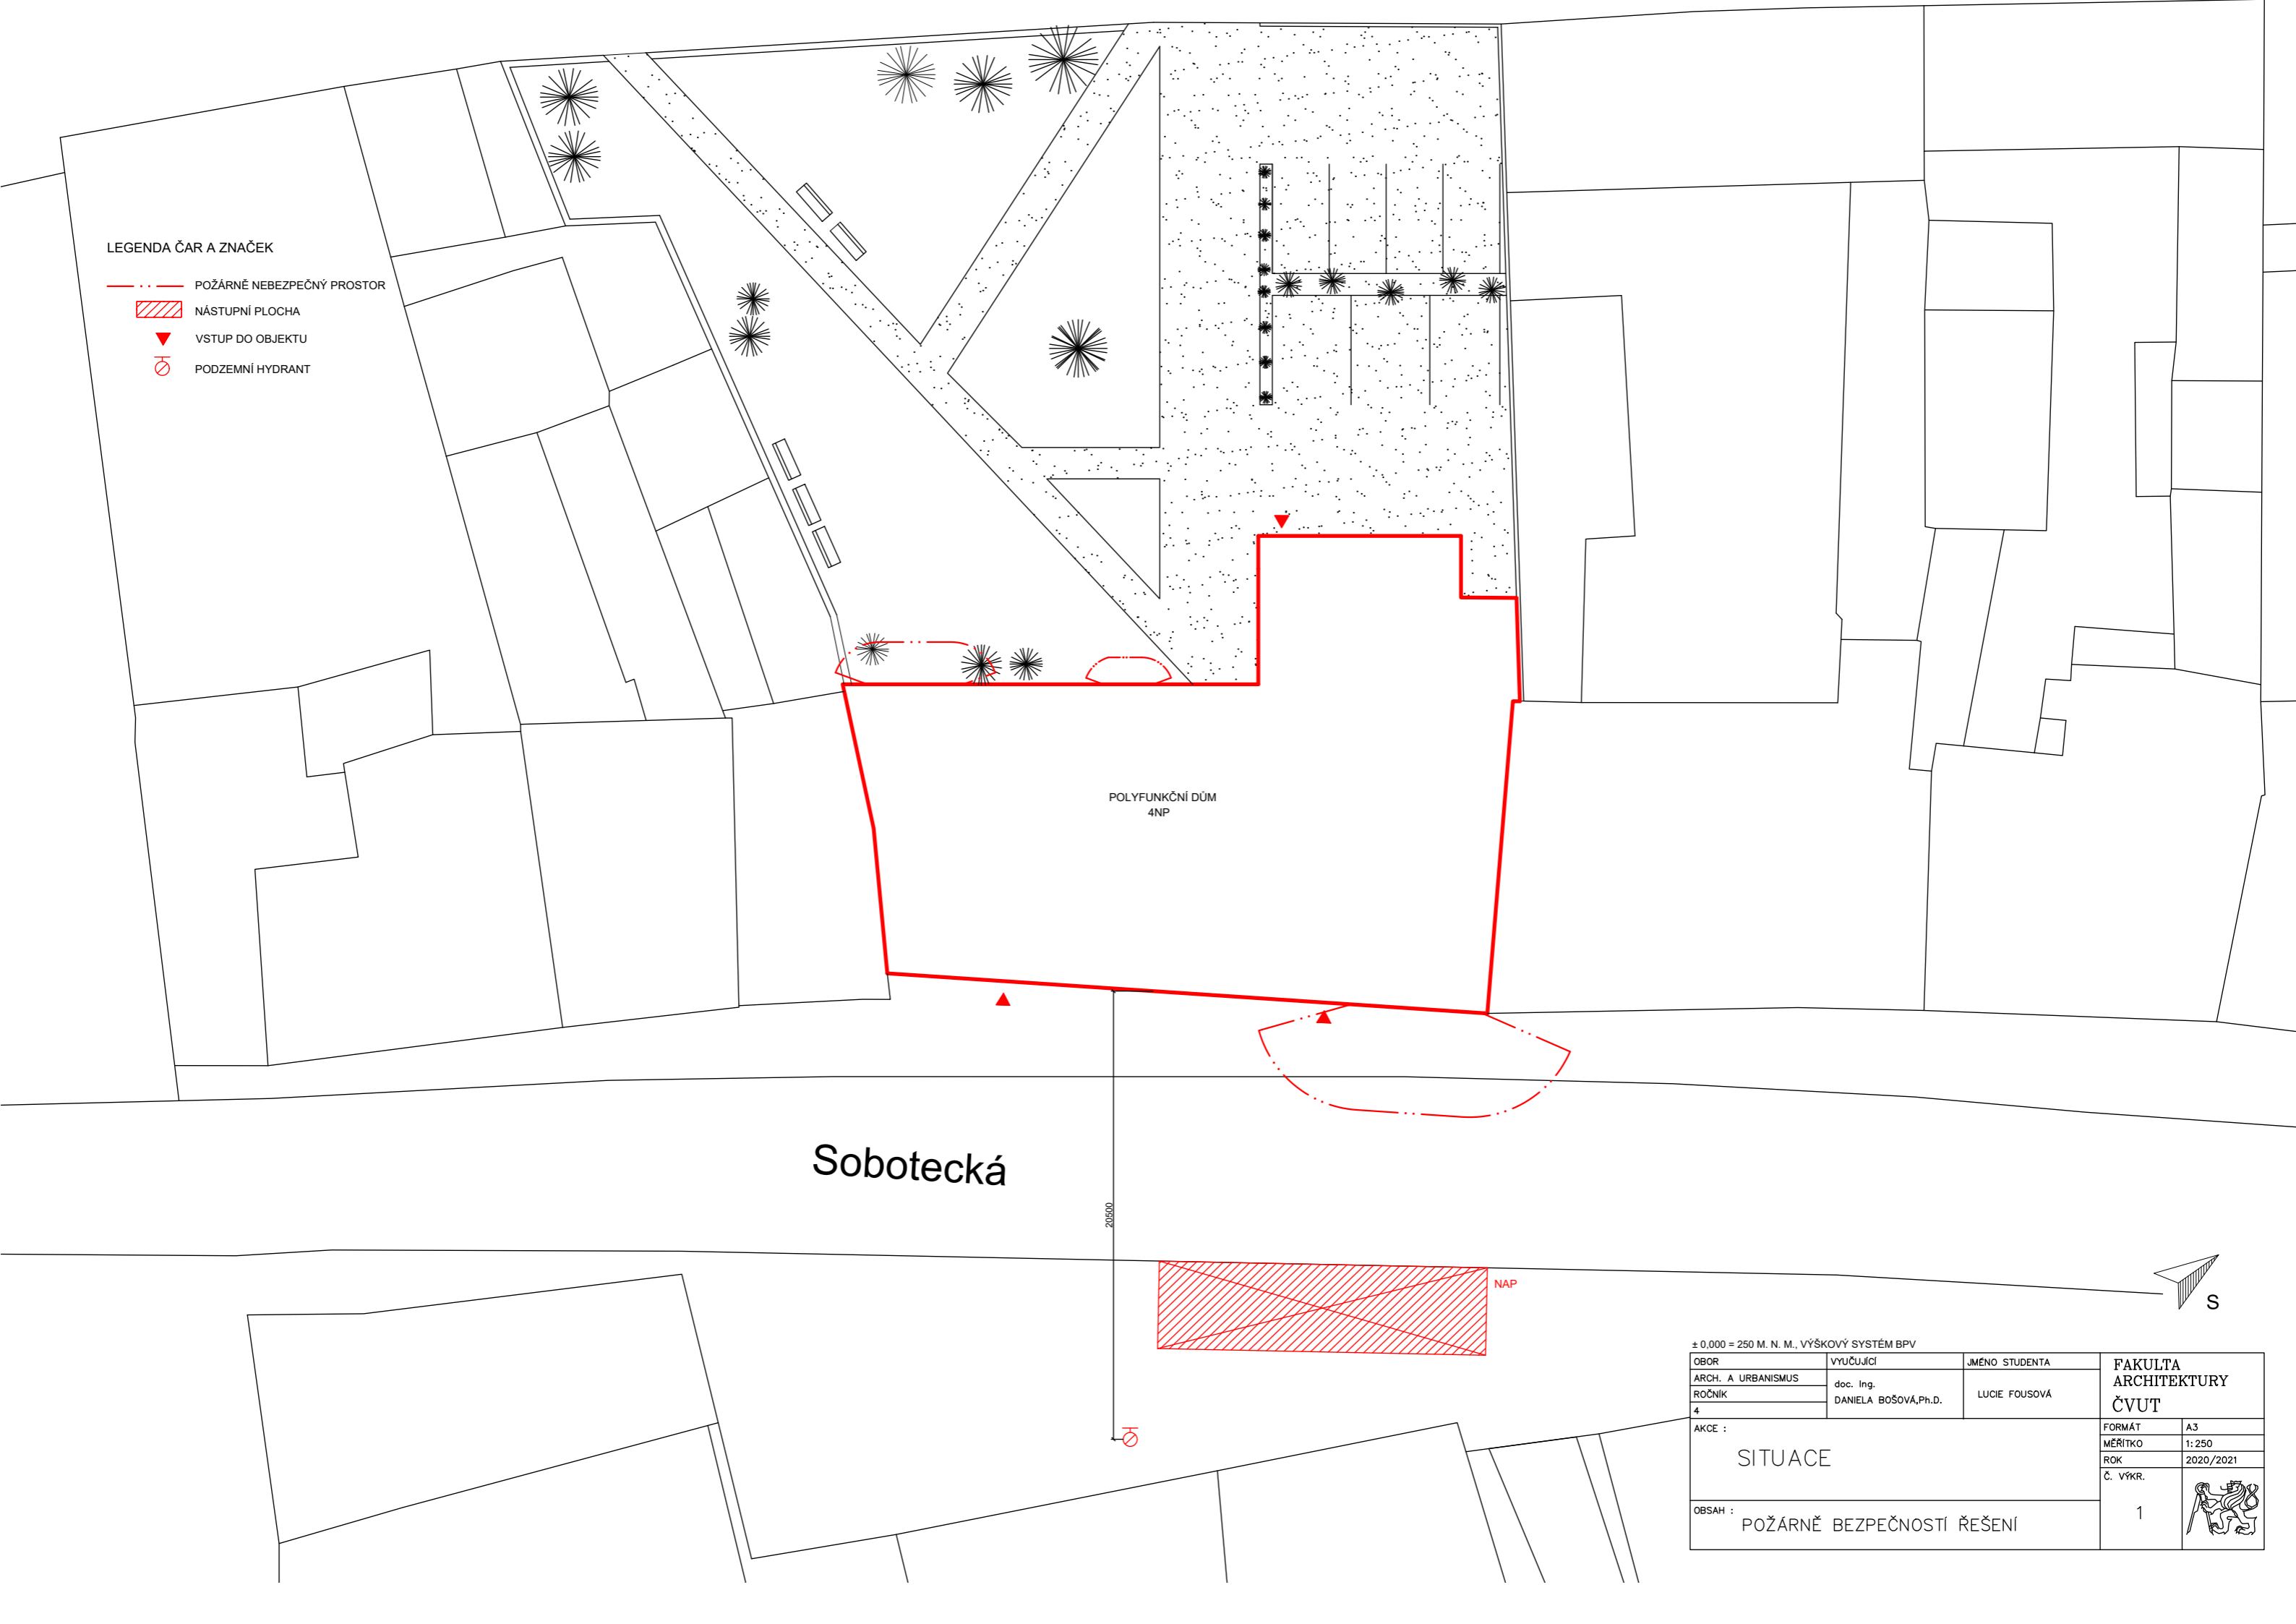 LEGENDA ČAR A ZNAČEK
POŽÁRNĚ NEBEZPEČNÝ PROSTOR
NÁSTUPNÍ PLOCHA
VSTUP DO OBJEKTU
PODZEMNÍ HYDRANT
POLYFUNKČNÍ DŮM
4NP
Sobotecká
20500
NAP
S
± 0,000 = 250 M. N. M., VÝŠKOVÝ SYSTÉM BPV
OBOR
ARCH. A URBANISMUS
ROČNÍK
4
VYUČUJÍCÍ
doc. Ing.
DANIELA BOŠOVÁ,Ph.D.
JMÉNO STUDENTA
LUCIE FOUSOVÁ
FAKULTA
ARCHITEKTURY
ČVUT
AKCE :
SITUACE
FORMÁT A3
MĚŘÍTKO 1:250
ROK 2020/2021
Č. VÝKR.
1
OBSAH :
POŽÁRNĚ BEZPEČNOSTÍ ŘEŠENÍ